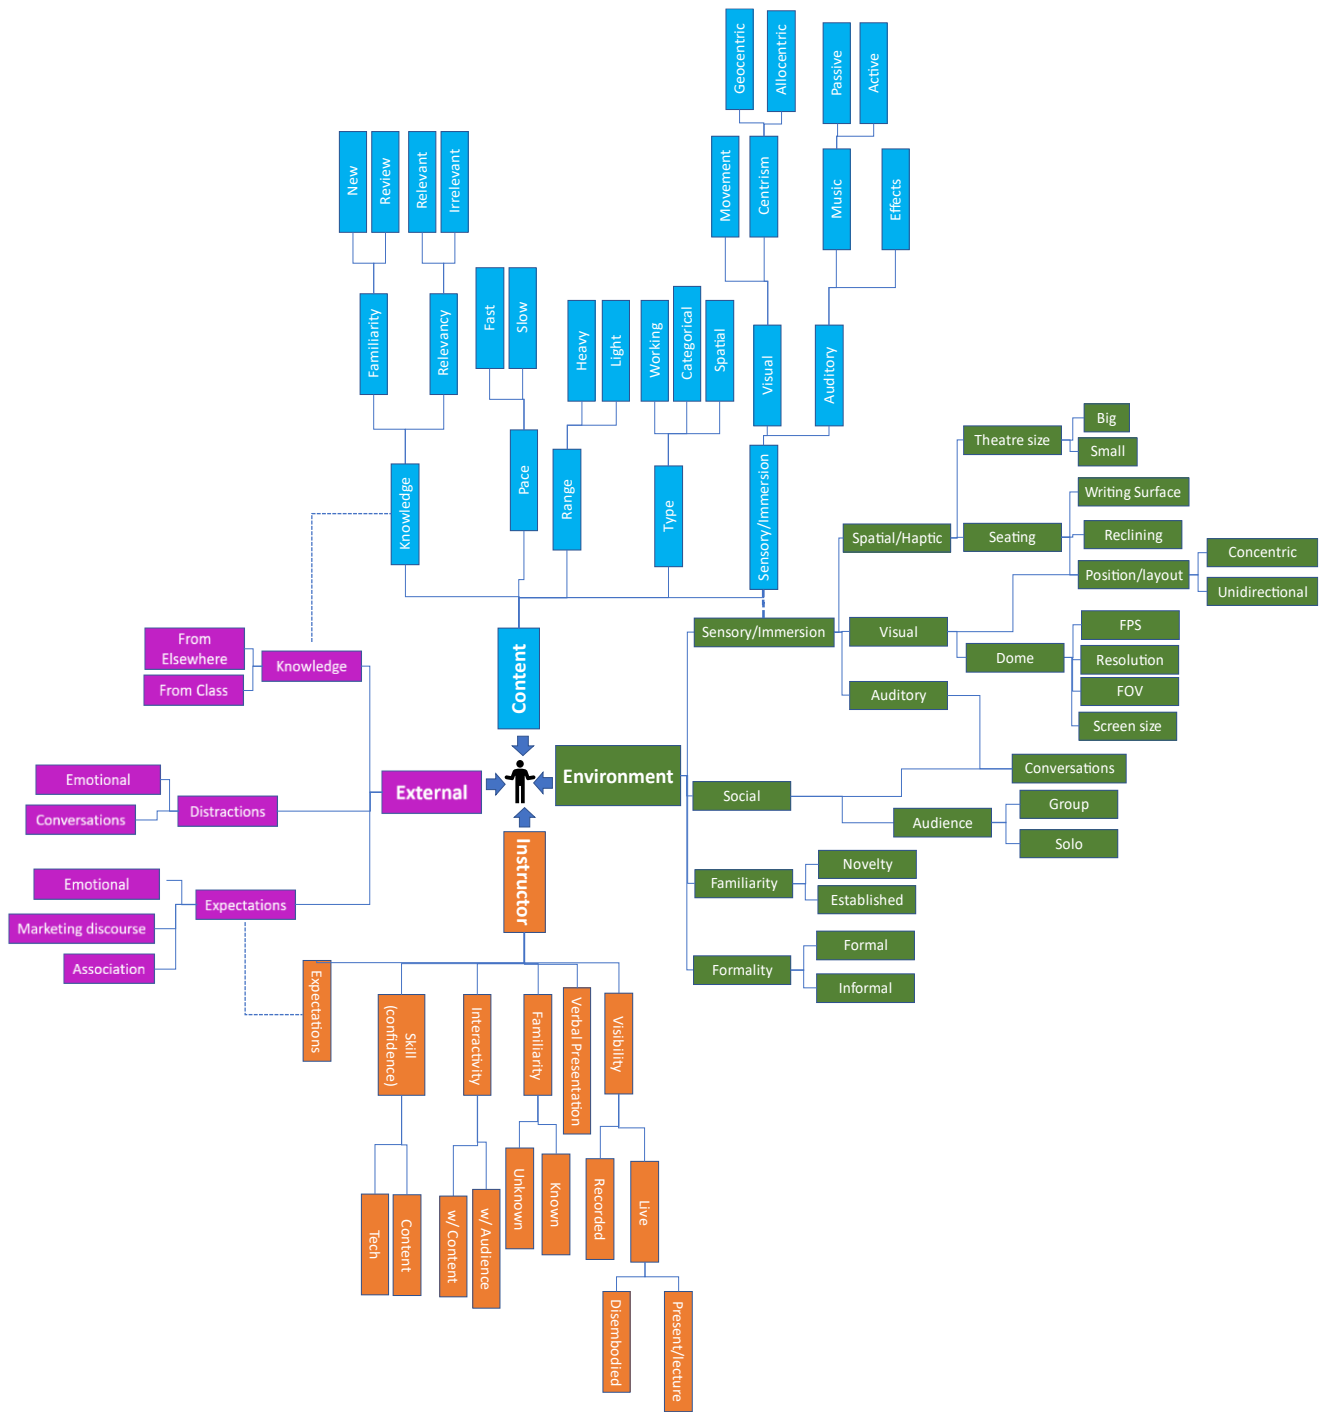 Geocentric
Allocentric
Passive
Active
New
Review
Relevant
Irrelevant
Movement
Centrism
Music
Effects
Familiarity
Relevancy
Fast
Slow
Heavy
Light
Working
Categorical
Spatial
Visual
Auditory
Knowledge
Pace
Range
Type
Sensory/Immersion
Content
Theatre size
Big
Small
Spatial/Haptic
Seating
Writing Surface
Reclining
Position/layout
Concentric
Unidirectional
Sensory/Immersion
Visual
Dome
FPS
Resolution
FOV
Screen size
Auditory
Conversations
Environment
Social
Audience
Group
Solo
Familiarity
Novelty
Established
Formality
Formal
Informal
From
Elsewhere
From Class
Knowledge
External
Emotional
Conversations
Distractions
Emotional
Marketing discourse
Association
Expectations
Instructor
Expectations
Skill
(confidence)
Interactivity
Familiarity
Verbal Presentation
Visibility
Tech
Content
w/ Content
w/ Audience
Unknown
Known
Recorded
Live
Disembodied
Present/lecture